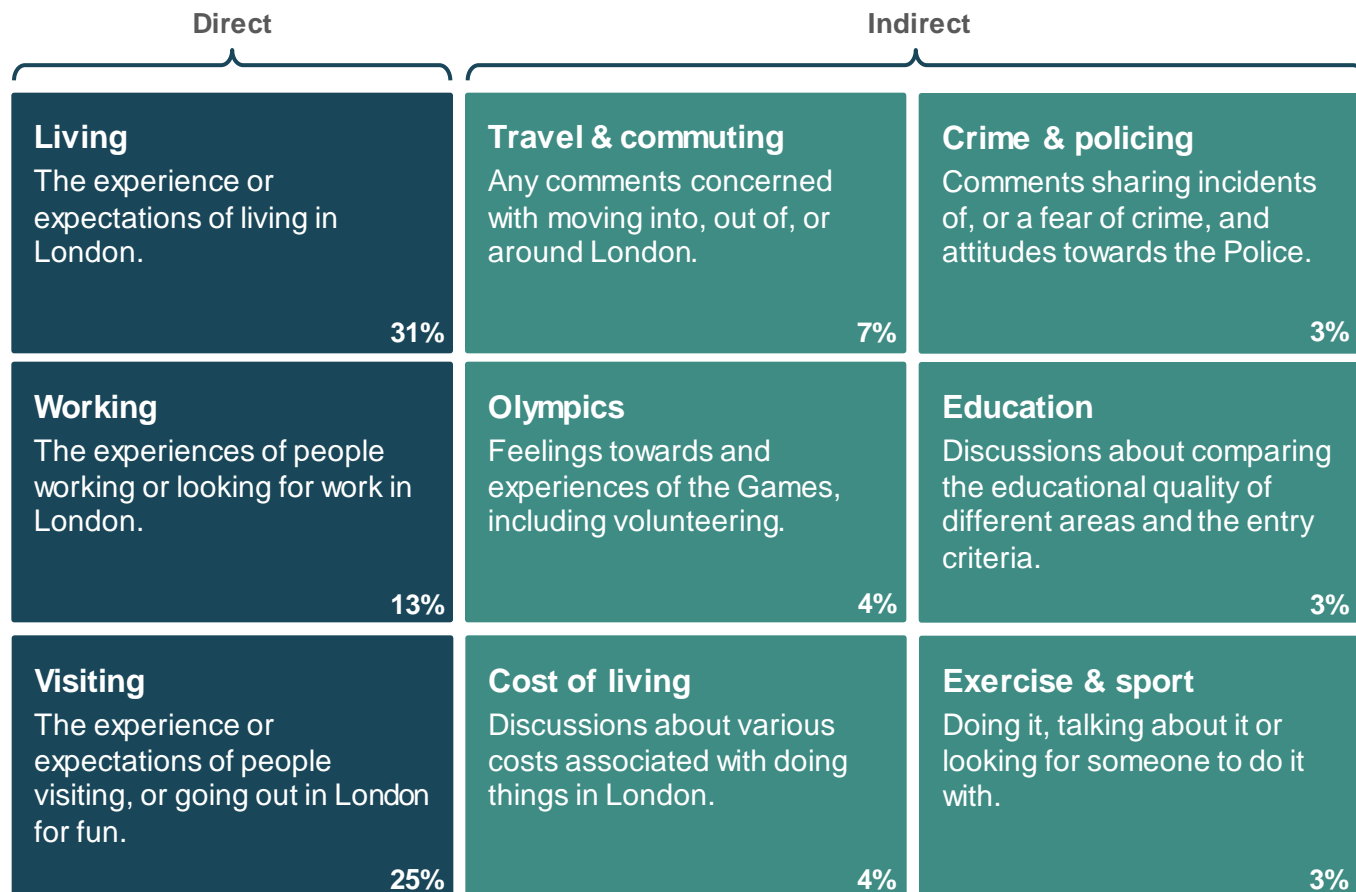 Direct
Indirect
Living
The experience or
expectations of living in
London.
31%
Travel & commuting
Any comments concerned
with moving into, out of, or
around London.
7%
Crime & policing
Comments sharing incidents
of, or a fear of crime, and
attitudes towards the Police.
3%
Working
The experiences of people
working or looking for work in
London.
13%
Olympics
Feelings towards and
experiences of the Games,
including volunteering.
4%
Education
Discussions about comparing
the educational quality of
different areas and the entry
criteria.
3%
Visiting
The experience or
expectations of people
visiting, or going out in London
for fun.
25%
Cost of living
Discussions about various
costs associated with doing
things in London.
4%
Exercise & sport
Doing it, talking about it or
looking for someone to do it
with.
3%